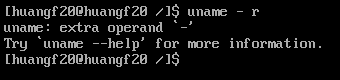 [huangf20@huangf20 /]$ uname - r
uname: extra operand `-'
Try `uname --help' for more information.
[huangf20@huangf20 /]$